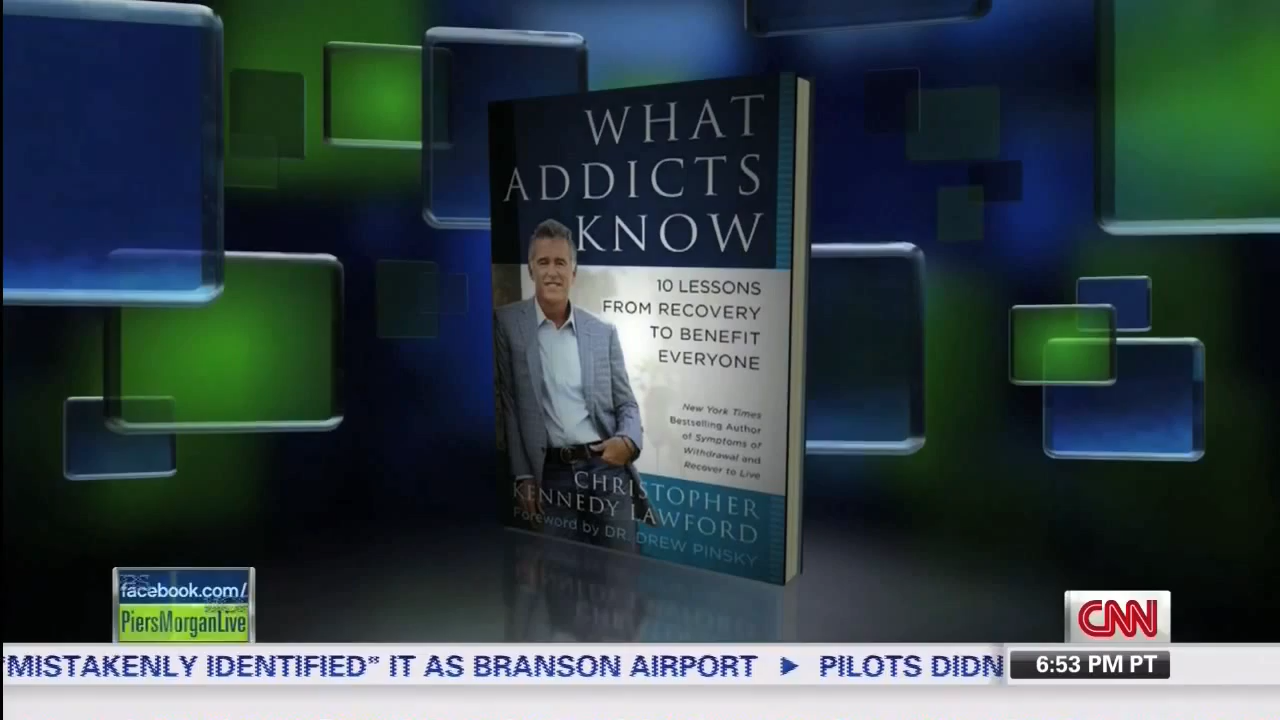 WHAT
ADDICTS
KNOW
10 LESSONS
FROM RECOVERY
TO BENEFIT
EVERYONE
New York Times
Bestselling Author
of Symptoms of
Withdrawal and
Recover to Live
CHRISTOPHER
KENNEDY LAWFORD
Foreword by DR. DREW PINSKY
facebook.com/
PiersMorganLive
CNN
"MISTAKENLY IDENTIFIED" IT AS BRANSON AIRPORT ▶ PILOTS DIDN
6:53 PM PT